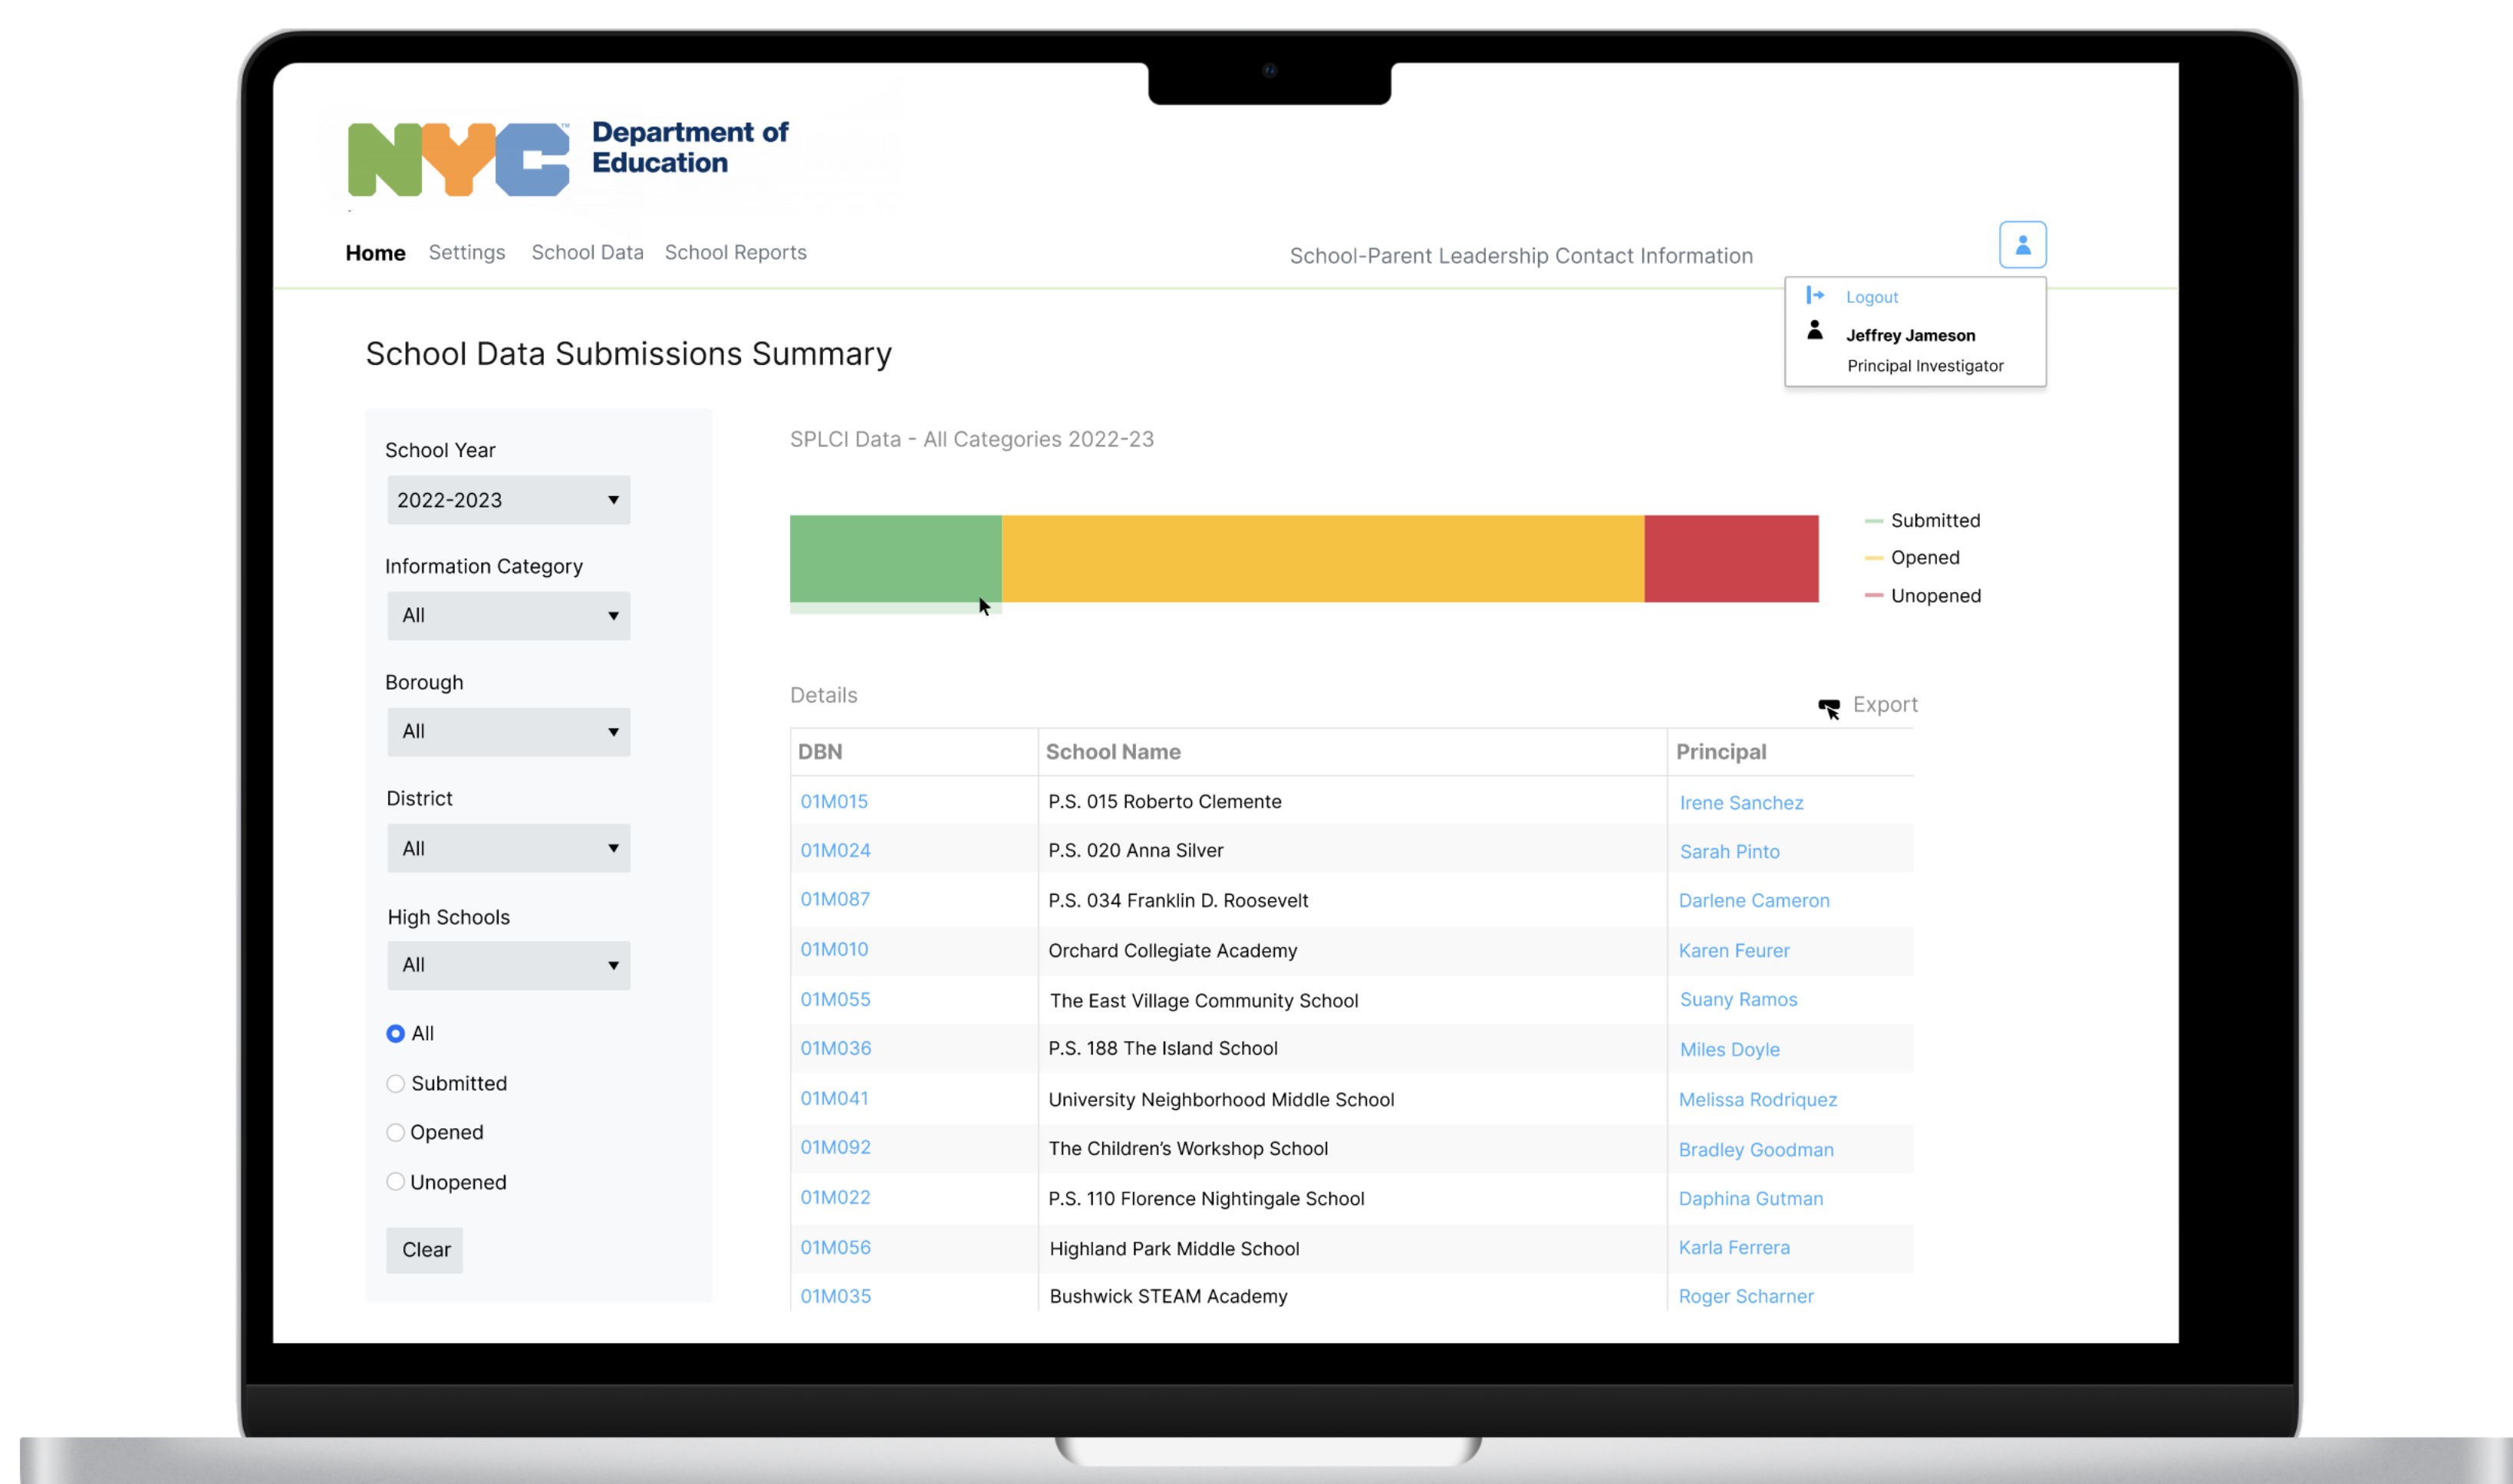 NYC™ Department of
Education
Home Settings School Data School Reports School-Parent Leadership Contact Information
Logout
Jeffrey Jameson
Principal Investigator
School Data Submissions Summary
School Year
2022-2023
Information Category
All
Borough
All
District
All
High Schools
All
All
Submitted
Opened
Unopened
Clear
SPLCI Data - All Categories 2022-23
Submitted
Opened
Unopened
Details Export
DBN School Name Principal
01M015 P.S. 015 Roberto Clemente Irene Sanchez
01M024 P.S. 020 Anna Silver Sarah Pinto
01M087 P.S. 034 Franklin D. Roosevelt Darlene Cameron
01M010 Orchard Collegiate Academy Karen Feurer
01M055 The East Village Community School Suany Ramos
01M036 P.S. 188 The Island School Miles Doyle
01M041 University Neighborhood Middle School Melissa Rodriquez
01M092 The Children’s Workshop School Bradley Goodman
01M022 P.S. 110 Florence Nightingale School Daphina Gutman
01M056 Highland Park Middle School Karla Ferrera
01M035 Bushwick STEAM Academy Roger Scharner